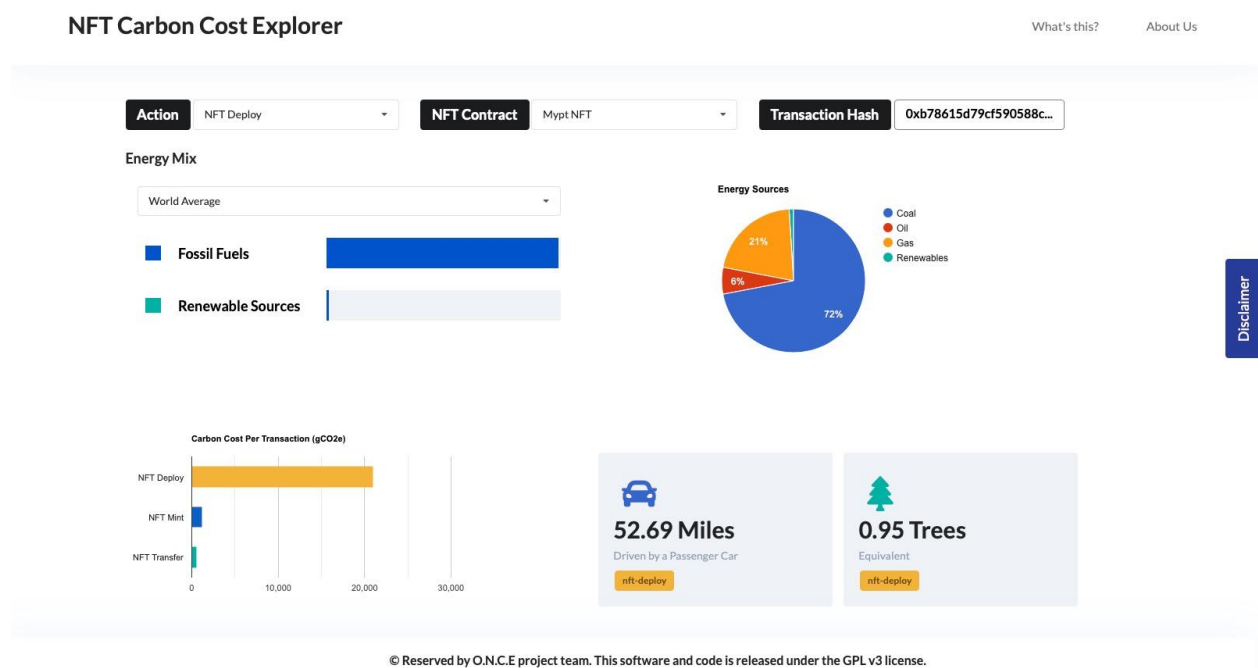 NFT Carbon Cost Explorer
What's this?
About Us
Action
NFT Deploy
NFT Contract
Mypt NFT
Transaction Hash
0xb78615d79cf590588c...
Energy Mix
World Average
Fossil Fuels
Renewable Sources
Energy Sources
21%
6%
72%
Coal
Oil
Gas
Renewables
Disclaimer
Carbon Cost Per Transaction (gCO2e)
NFT Deploy
NFT Mint
NFT Transfer
0
10,000
20,000
30,000
52.69 Miles
Driven by a Passenger Car
nft-deploy
0.95 Trees
Equivalent
nft-deploy
© Reserved by O.N.C.E project team. This software and code is released under the GPL v3 license.